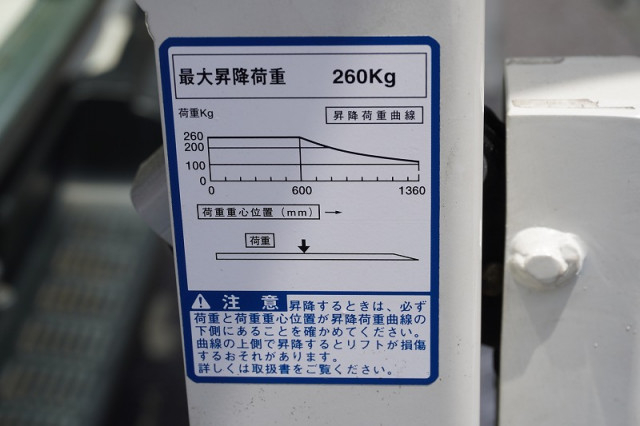 最大昇降荷重 260Kg
荷重Kg
昇降荷重曲線
260
200
100
0
0 600 1360
荷重重心位置(mm) →
荷重
注 意 昇降するときは、必ず
荷重と荷重重心位置が昇降荷重曲線の
下側にあることを確かめてください。
曲線の上側で昇降するとリフトが損傷
するおそれがあります。
詳しくは取扱書をご覧ください。